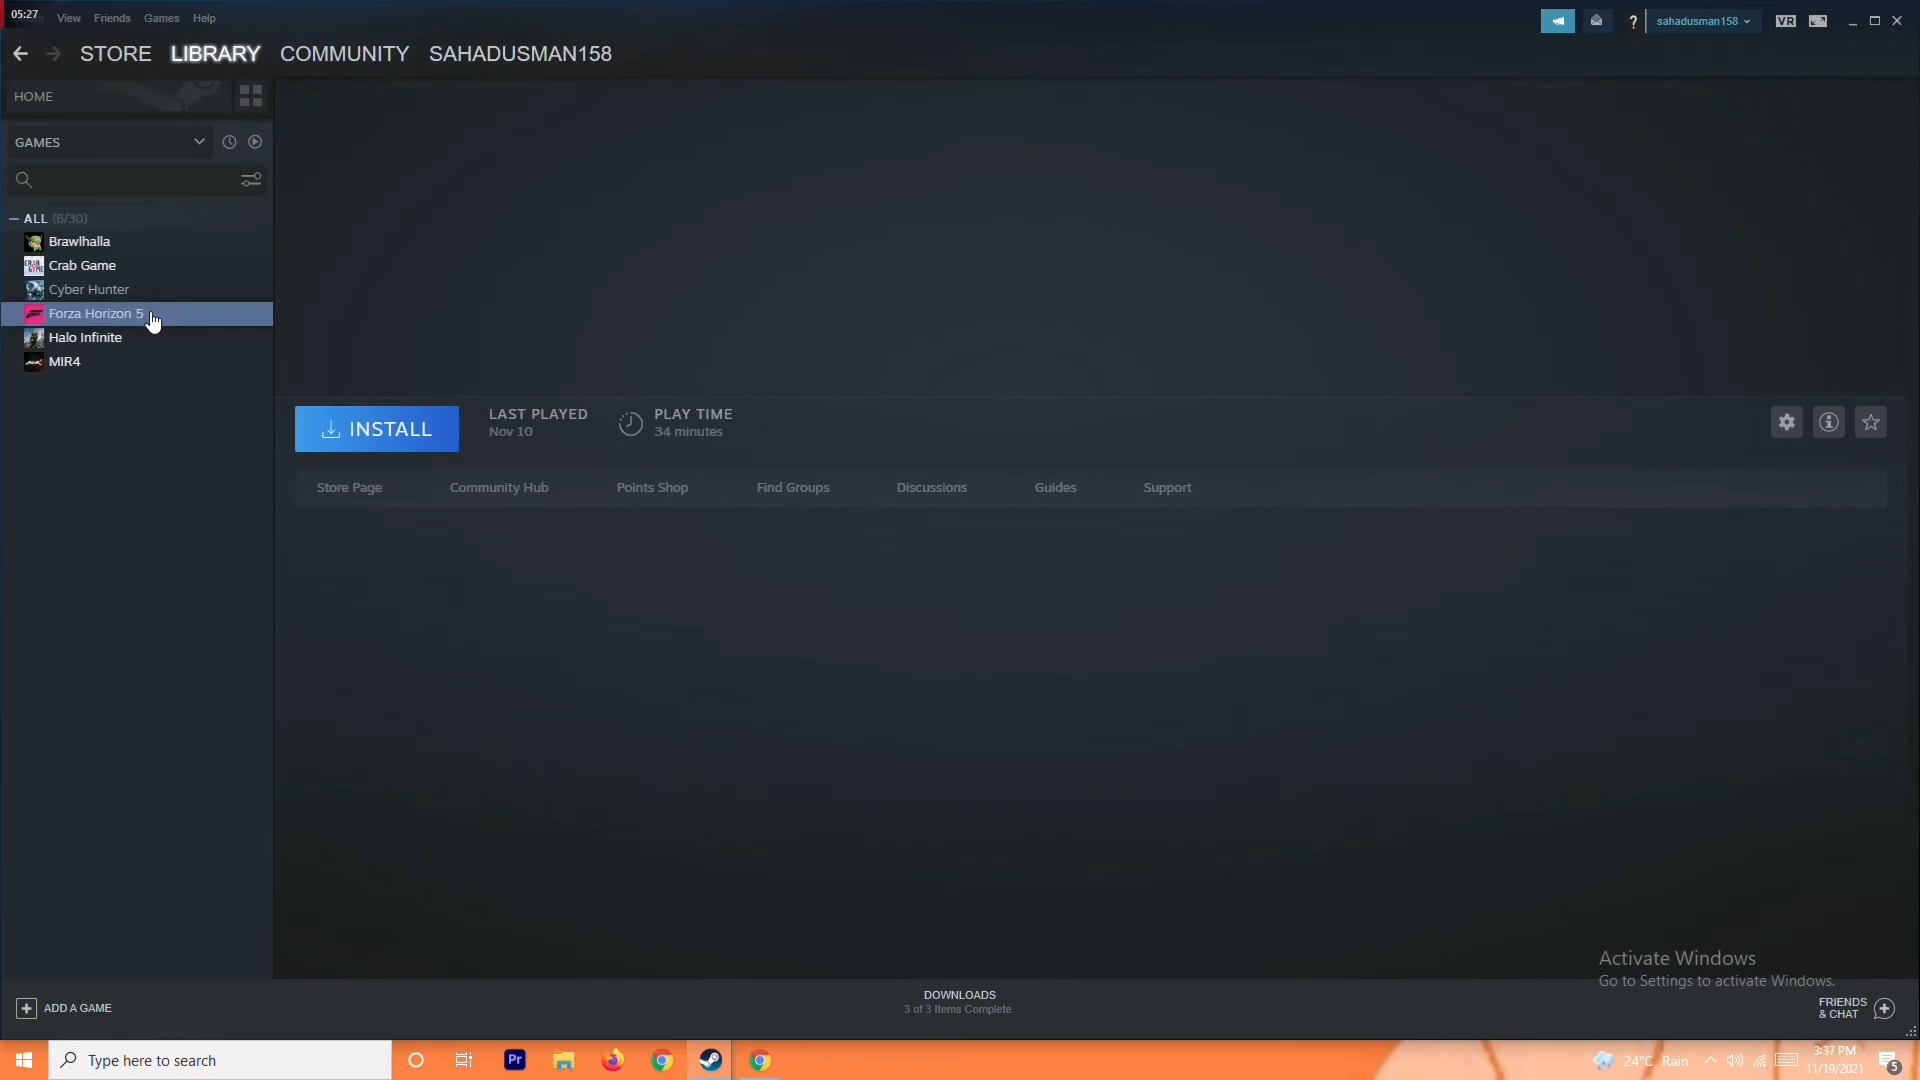 05:27
View
Friends
Games
Help
?
sahadusman158
VR
STORE
LIBRARY
COMMUNITY
SAHADUSMAN158
HOME
GAMES
ALL (6/30)
Brawlhalla
Crab Game
Cyber Hunter
Forza Horizon 5
Halo Infinite
MIR4
INSTALL
LAST PLAYED
Nov 10
PLAY TIME
34 minutes
Store Page
Community Hub
Points Shop
Find Groups
Discussions
Guides
Support
Activate Windows
Go to Settings to activate Windows.
ADD A GAME
DOWNLOADS
3 of 3 Items Complete
FRIENDS
& CHAT
Type here to search
Pr
24°C Rain
3:37 PM
11/19/2021
5